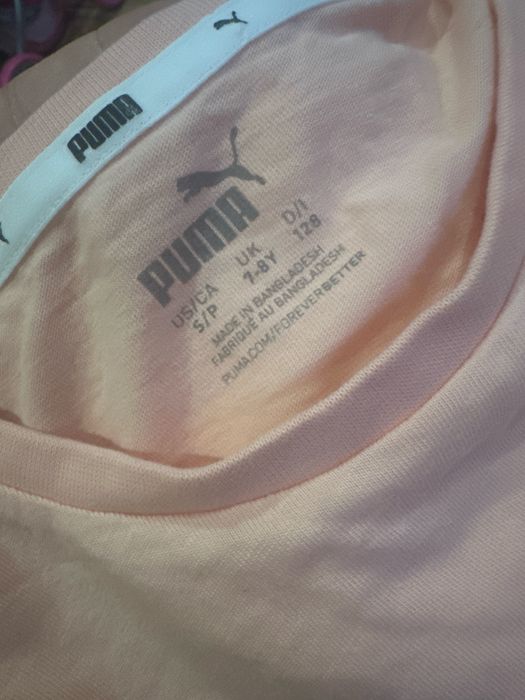 PUMA
PUMA
US/CA UK D/I
S/P 7-8Y 128
MADE IN BANGLADESH
FABRIQUÉ AU BANGLADESH
PUMA.COM/FOREVERBETTER